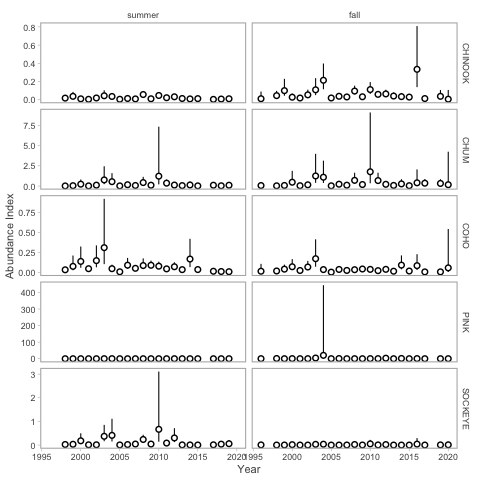 summer fall
0.8
0.6
0.4
0.2
0.0
CHINOOK
7.5
5.0
2.5
0.0
CHUM
0.75
0.50
0.25
0.00
COHO
400
300
200
100
0
PINK
3
2
1
0
SOCKEYE
1995 2000 2005 2010 2015 2020 1995 2000 2005 2010 2015 2020
Abundance Index
Year